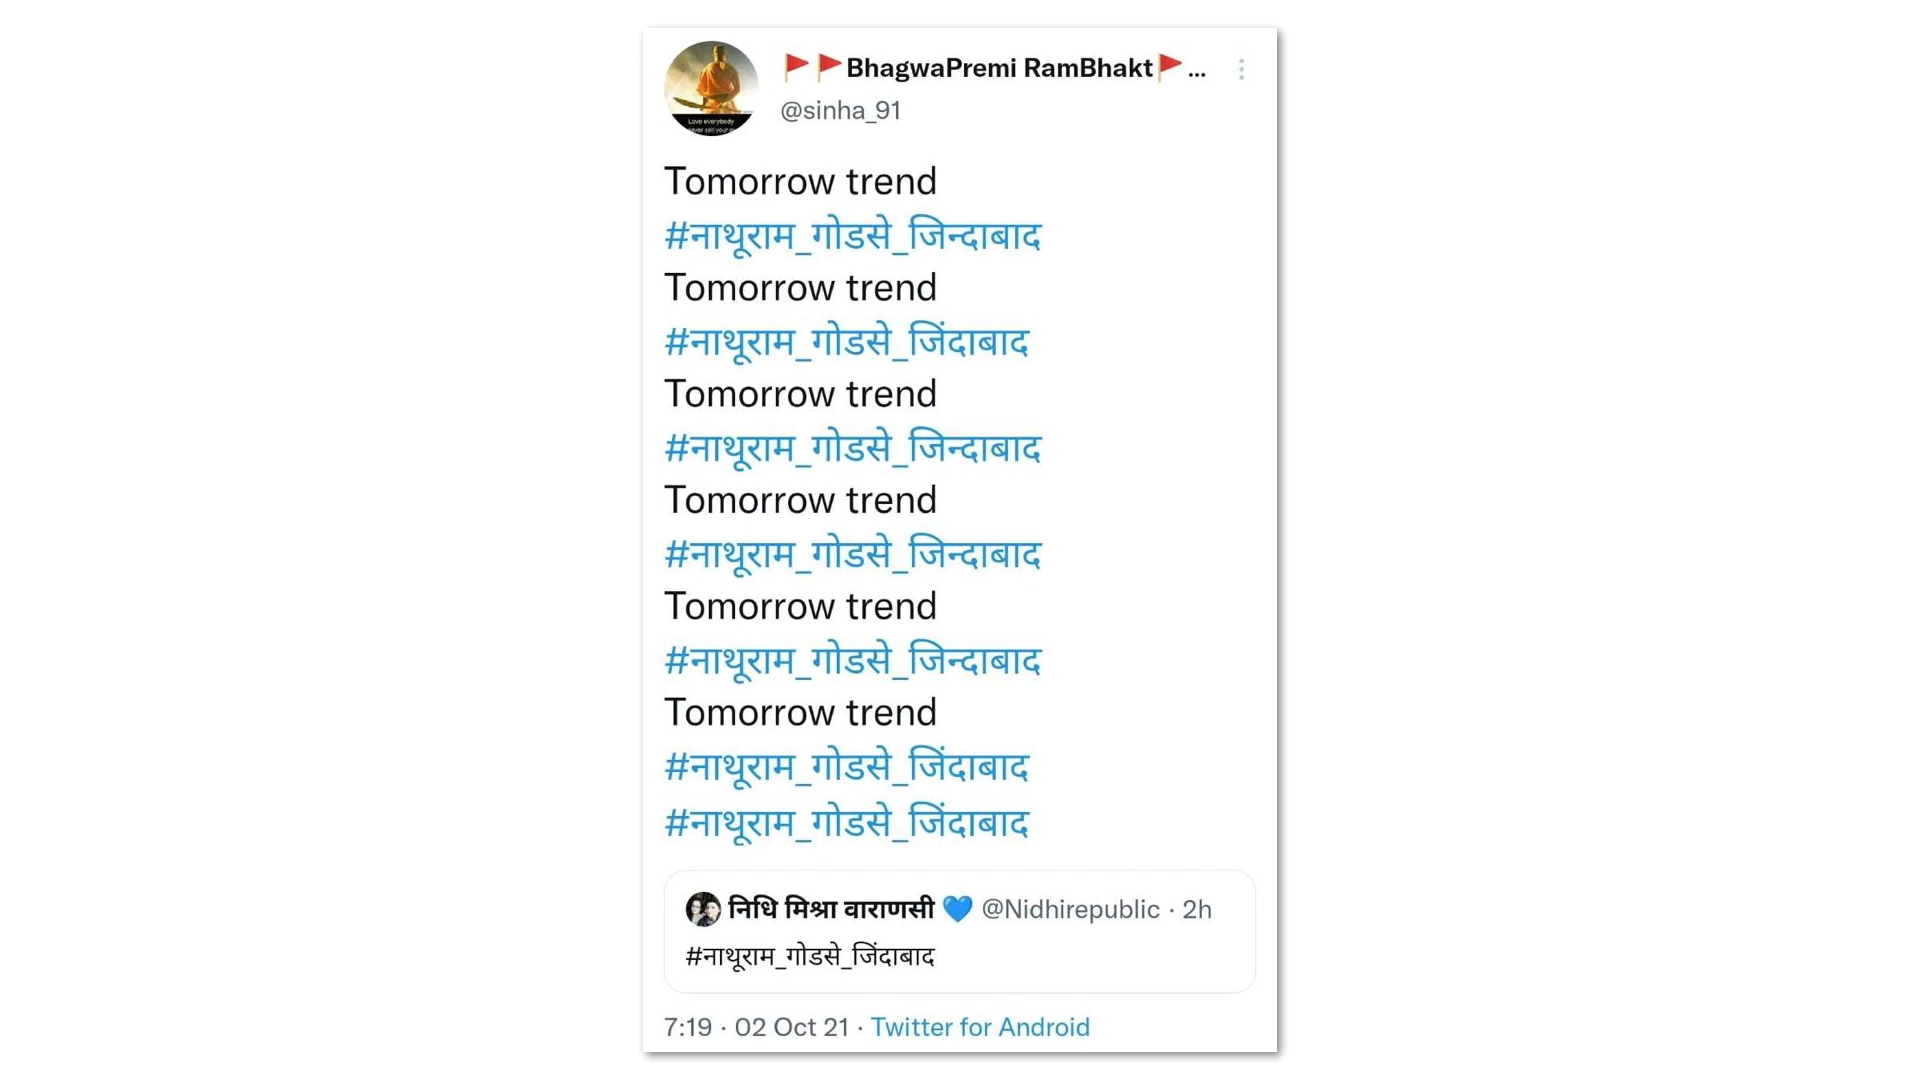 🚩🚩BhagwaPremi RamBhakt🚩...
@sinha_91
Love everybody
Tomorrow trend
#नाथूराम_गोडसे_जिन्दाबाद
Tomorrow trend
#नाथूराम_गोडसे_जिंदाबाद
Tomorrow trend
#नाथूराम_गोडसे_जिन्दाबाद
Tomorrow trend
#नाथूराम_गोडसे_जिन्दाबाद
Tomorrow trend
#नाथूराम_गोडसे_जिन्दाबाद
Tomorrow trend
#नाथूराम_गोडसे_जिंदाबाद
#नाथूराम_गोडसे_जिंदाबाद
निधि मिश्रा वाराणसी 💙 @Nidhirepublic · 2h
#नाथूराम_गोडसे_जिंदाबाद
7:19 · 02 Oct 21 · Twitter for Android